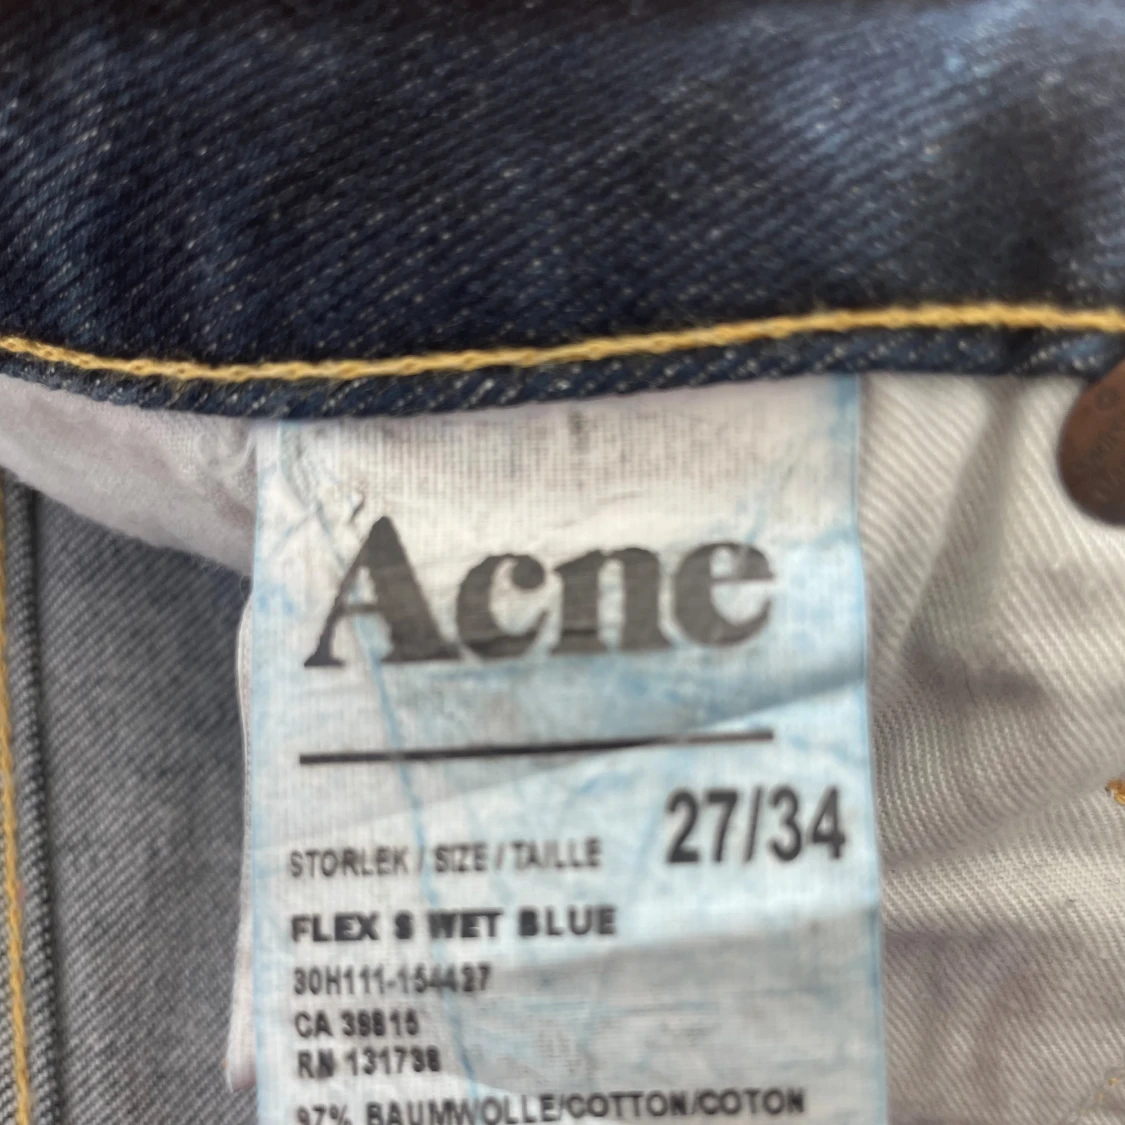 Acne
27/34
STORLEK / SIZE / TAILLE
FLEX S WET BLUE
30H111-154427
CA 39815
RN 131738
97% BAUMWOLLE/COTTON/COTON